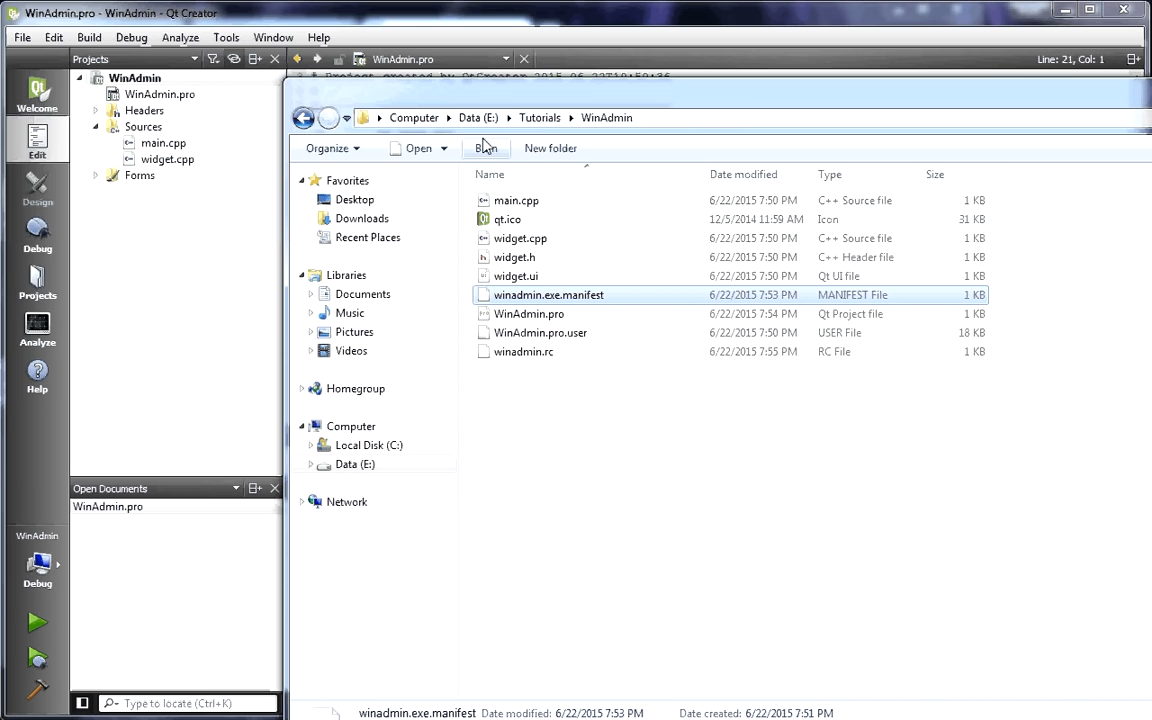 WinAdmin.pro - WinAdmin - Qt Creator
File Edit Build Debug Analyze Tools Window Help
Projects WinAdmin.pro Line: 21, Col: 1
Welcome
Edit
Design
Debug
Projects
Analyze
Help
WinAdmin
Debug
WinAdmin
WinAdmin.pro
Headers
Sources
main.cpp
widget.cpp
Forms
Open Documents
WinAdmin.pro
Type to locate (Ctrl+K)
# Project created by QtCreator 2015-06-22T19:50:36
Computer Data (E:) Tutorials WinAdmin
Organize Open Burn New folder
Favorites
Desktop
Downloads
Recent Places
Libraries
Documents
Music
Pictures
Videos
Homegroup
Computer
Local Disk (C:)
Data (E:)
Network
Name Date modified Type Size
main.cpp 6/22/2015 7:50 PM C++ Source file 1 KB
qt.ico 12/5/2014 11:59 AM Icon 31 KB
widget.cpp 6/22/2015 7:50 PM C++ Source file 1 KB
widget.h 6/22/2015 7:50 PM C++ Header file 1 KB
widget.ui 6/22/2015 7:50 PM Qt UI file 1 KB
winadmin.exe.manifest 6/22/2015 7:53 PM MANIFEST File 1 KB
WinAdmin.pro 6/22/2015 7:54 PM Qt Project file 1 KB
WinAdmin.pro.user 6/22/2015 7:50 PM USER File 18 KB
winadmin.rc 6/22/2015 7:55 PM RC File 1 KB
winadmin.exe.manifest Date modified: 6/22/2015 7:53 PM Date created: 6/22/2015 7:51 PM